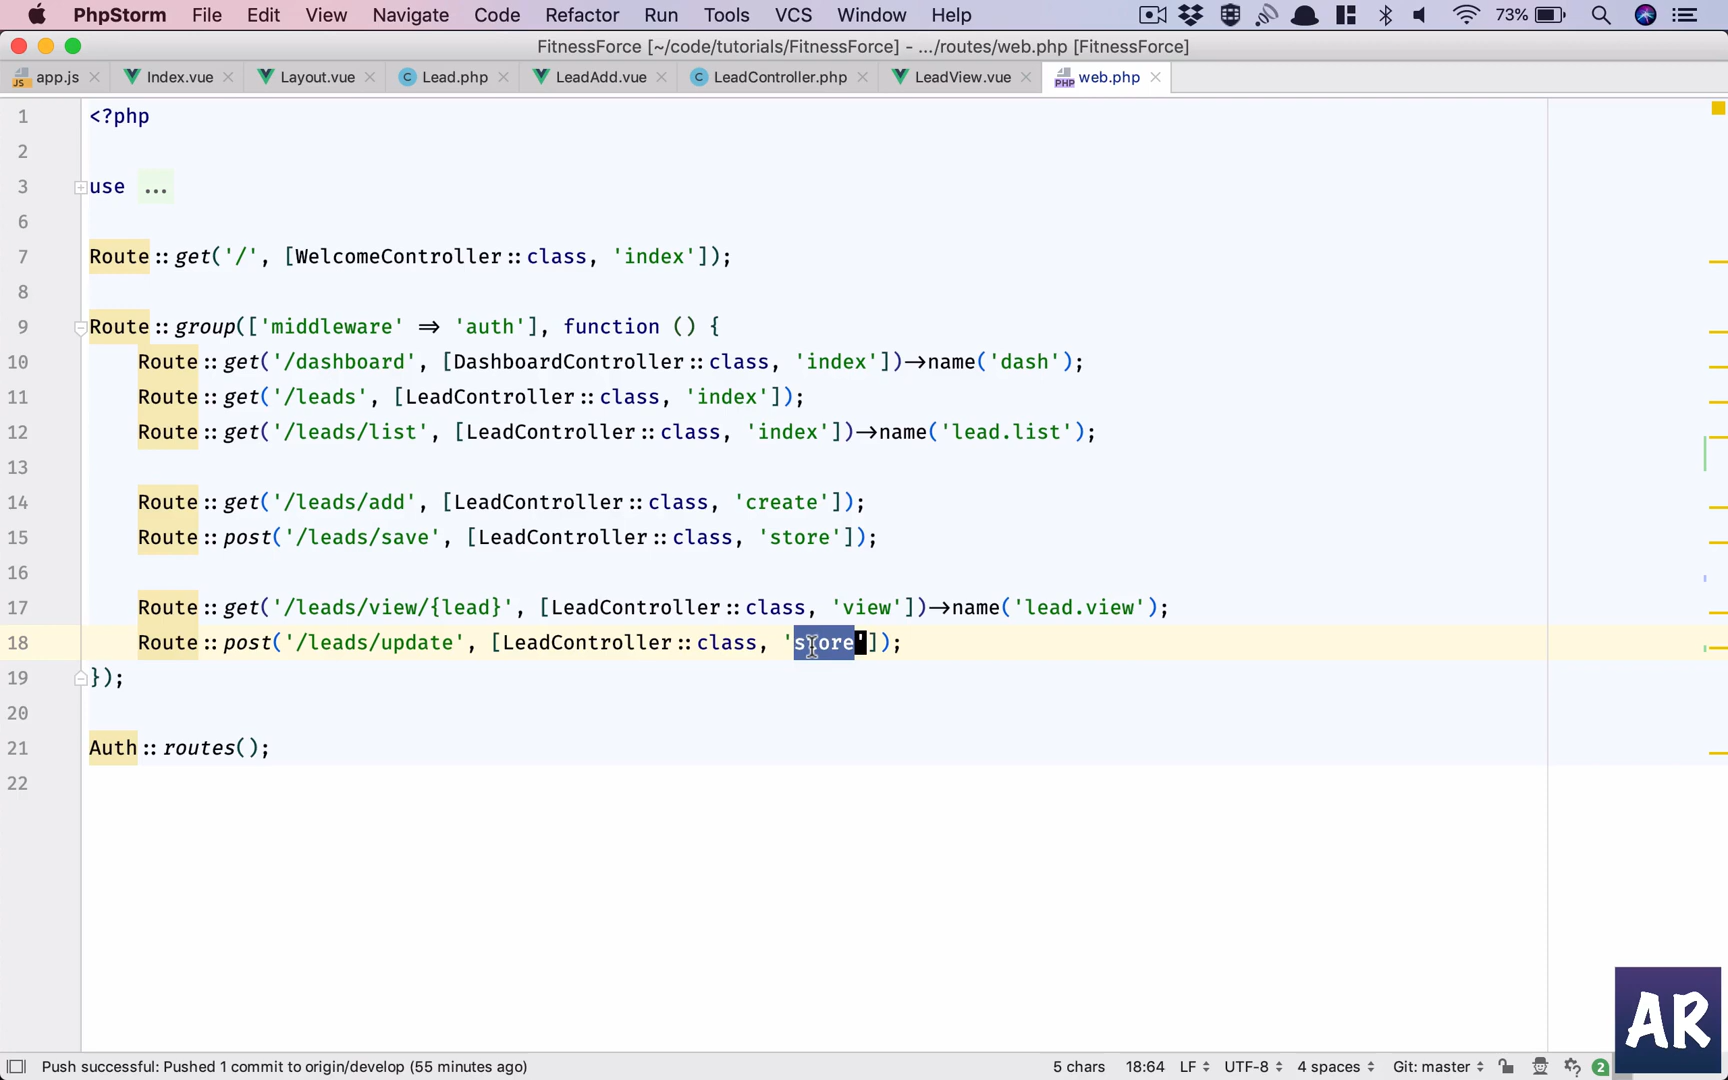 PhpStorm File Edit View Navigate Code Refactor Run Tools VCS Window Help 73%
FitnessForce [~/code/tutorials/FitnessForce] - .../routes/web.php [FitnessForce]
app.js Index.vue Layout.vue Lead.php LeadAdd.vue LeadController.php LeadView.vue web.php
1 <?php
2
3 use ...
6
7 Route::get('/', [WelcomeController::class, 'index']);
8
9 Route::group(['middleware' => 'auth'], function () {
10 Route::get('/dashboard', [DashboardController::class, 'index'])->name('dash');
11 Route::get('/leads', [LeadController::class, 'index']);
12 Route::get('/leads/list', [LeadController::class, 'index'])->name('lead.list');
13
14 Route::get('/leads/add', [LeadController::class, 'create']);
15 Route::post('/leads/save', [LeadController::class, 'store']);
16
17 Route::get('/leads/view/{lead}', [LeadController::class, 'view'])->name('lead.view');
18 Route::post('/leads/update', [LeadController::class, 'store']);
19 });
20
21 Auth::routes();
22
AR
Push successful: Pushed 1 commit to origin/develop (55 minutes ago) 5 chars 18:64 LF UTF-8 4 spaces Git: master 2